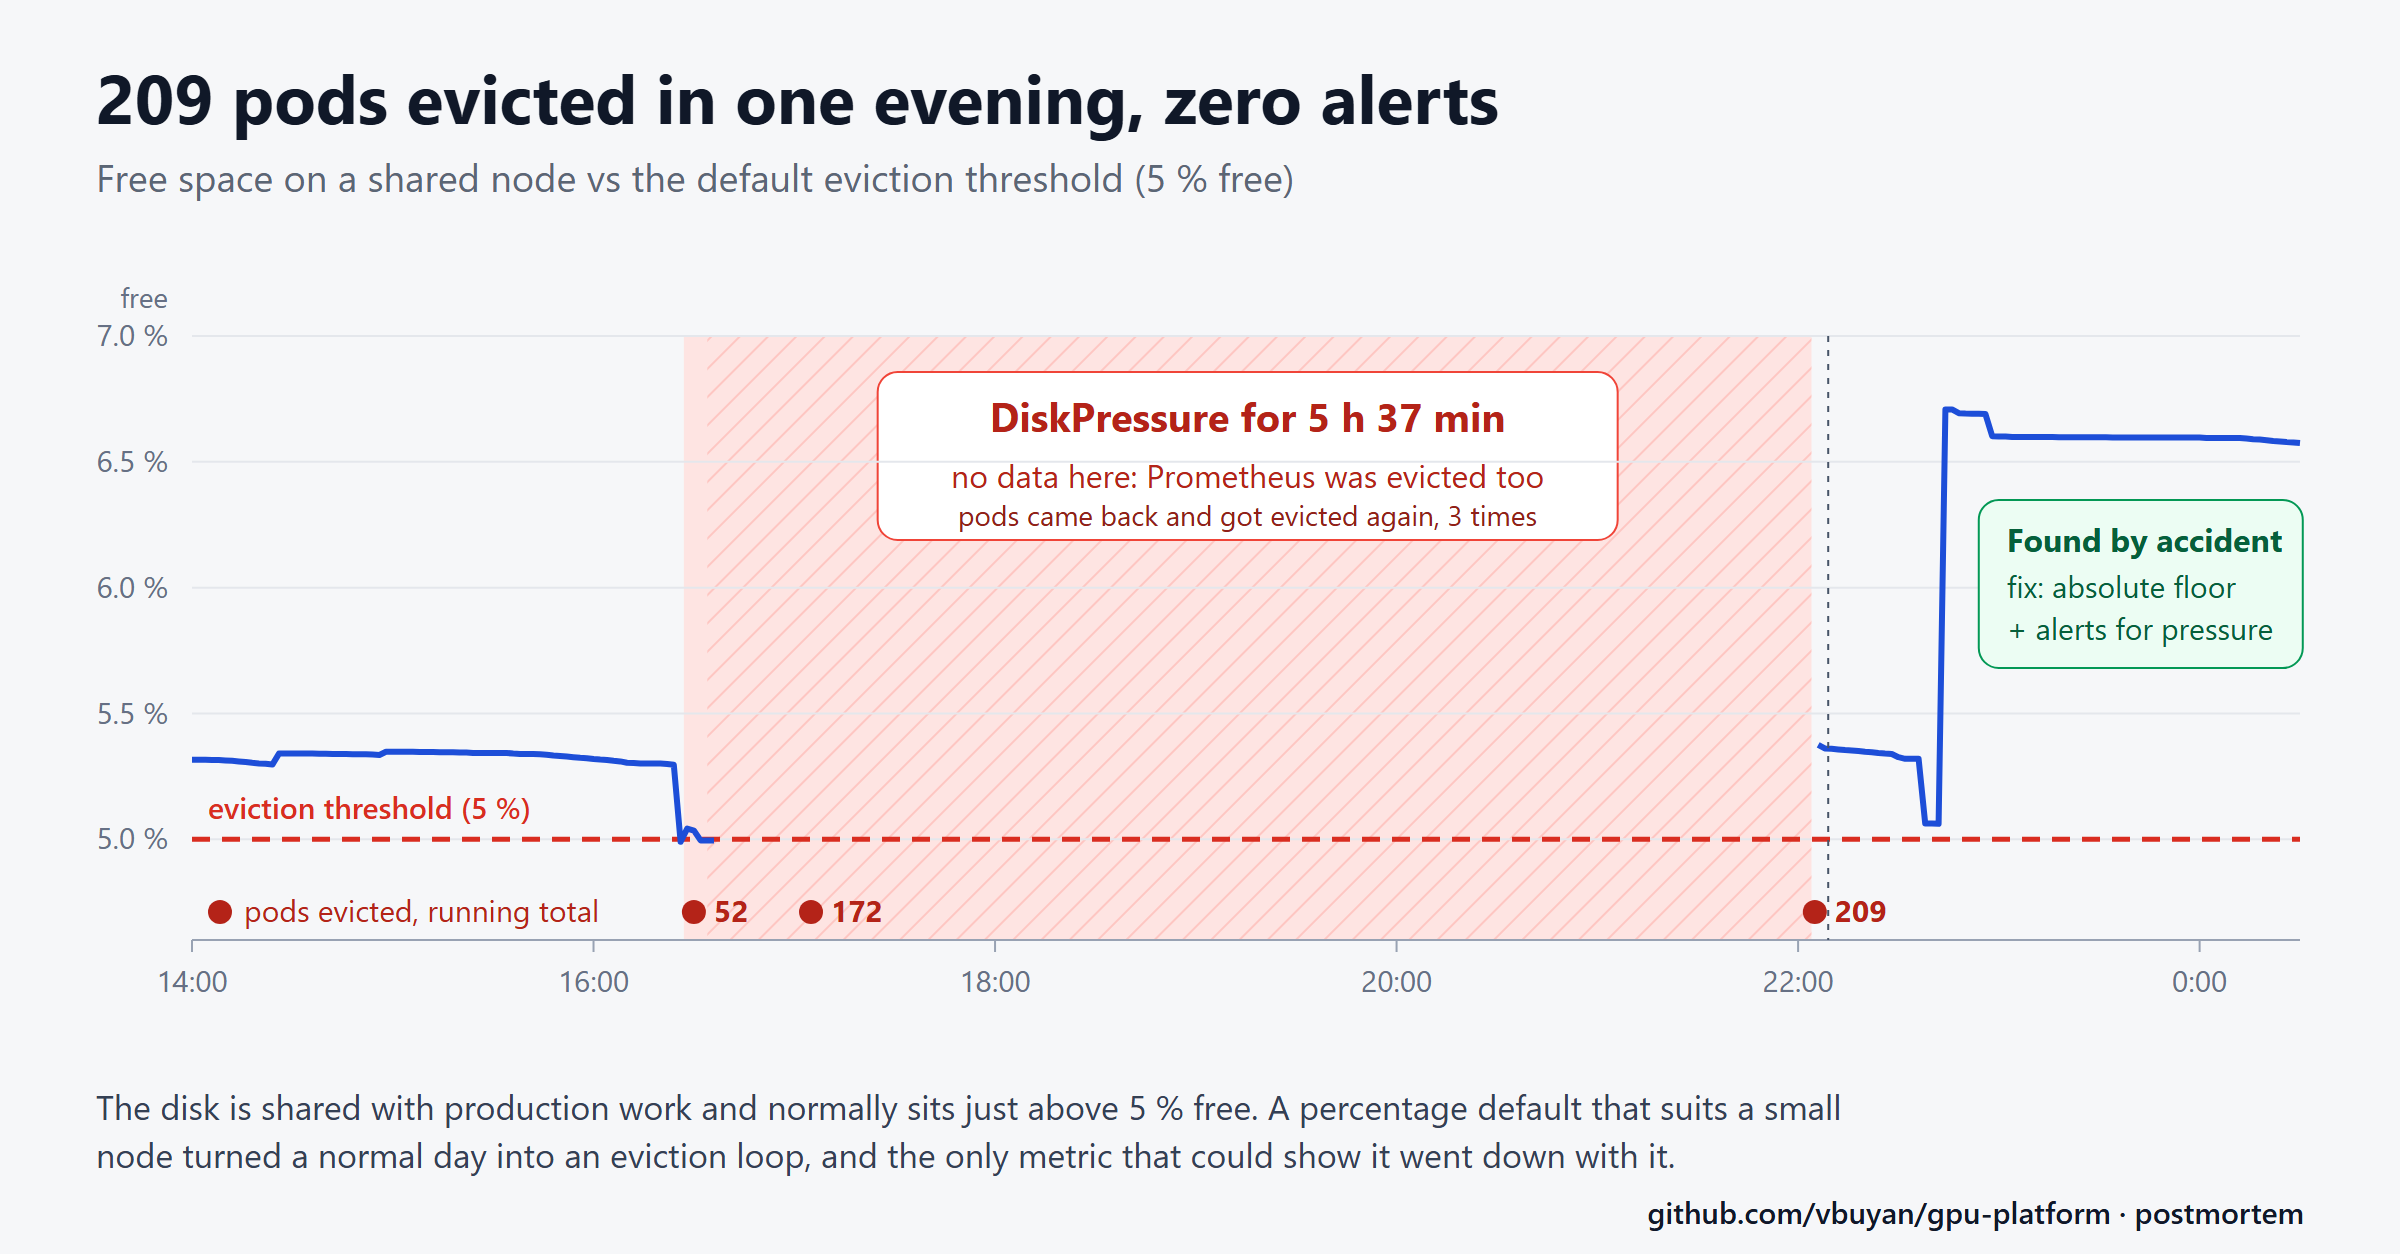 209 pods evicted in one evening, zero alerts
Free space on a shared node vs the default eviction threshold (5 % free)
free
7.0 %
DiskPressure for 5 h 37 min
6.5 %
no data here: Prometheus was evicted too
pods came back and got evicted again, 3 times
Found by accident
6.0 %
fix: absolute floor
+ alerts for pressure
5.5 %
eviction threshold (5 %)
5.0 %
pods evicted, running total
52
172
209
14:00
16:00
18:00
20:00
22:00
0:00
The disk is shared with production work and normally sits just above 5 % free. A percentage default that suits a small
node turned a normal day into an eviction loop, and the only metric that could show it went down with it.
github.com/vbuyan/gpu-platform · postmortem